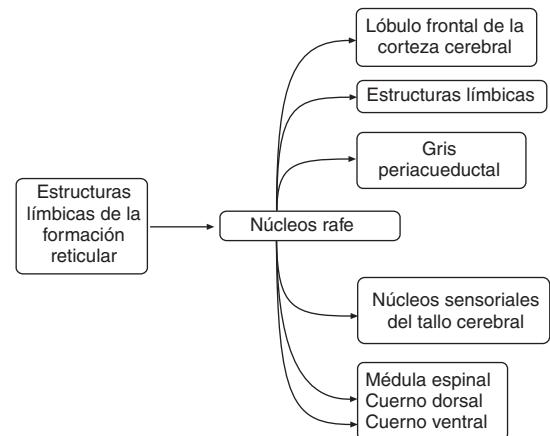 Lóbulo frontal de la
corteza cerebral
Estructuras límbicas
Gris
periacueductal
Estructuras
límbicas de la
formación
reticular
Núcleos rafe
Núcleos sensoriales
del tallo cerebral
Médula espinal
Cuerno dorsal
Cuerno ventral